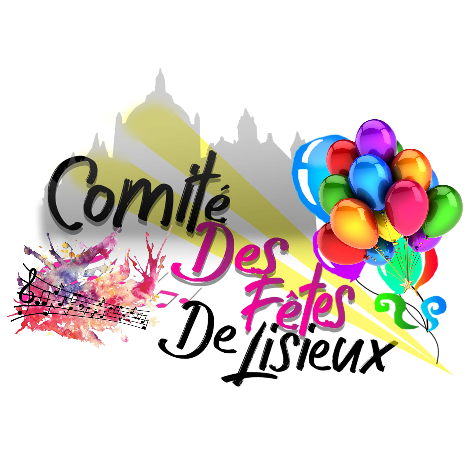 Comité
Des
Fêtes
De Lisieux